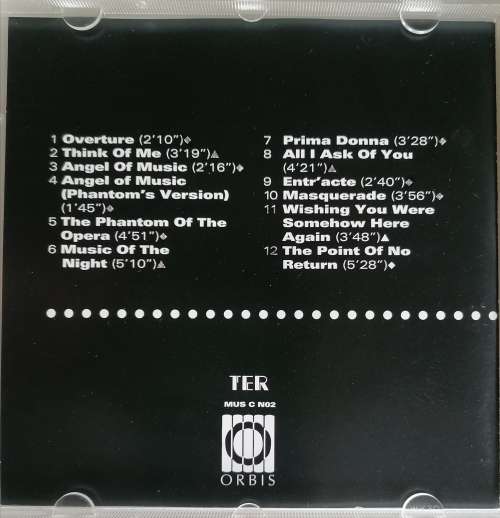 1 Overture (2'10")◆
2 Think Of Me (3'19")▲
3 Angel Of Music (2'16")◆
4 Angel of Music
(Phantom's Version)
(1'45")◆
5 The Phantom Of The
Opera (4'51")◆
6 Music Of The
Night (5'10")▲
7 Prima Donna (3'28")◆
8 All I Ask Of You
(4'21")▲
9 Entr'acte (2'40")◆
10 Masquerade (3'56")◆
11 Wishing You Were
Somehow Here
Again (3'48")▲
12 The Point Of No
Return (5'28")◆
TER
MUS C N02
ORBIS